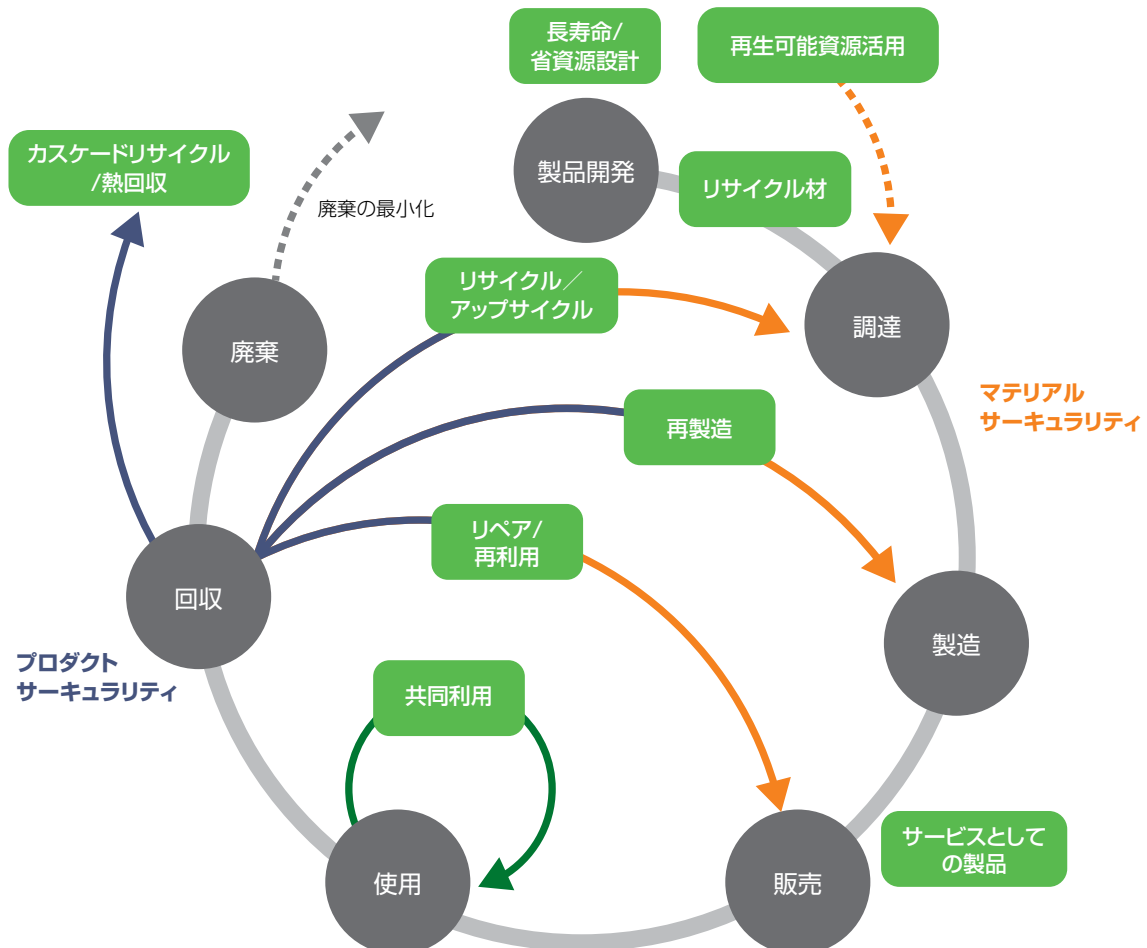 長寿命/
省資源設計
再生可能資源活用
カスケードリサイクル
/熱回収
製品開発
リサイクル材
廃棄の最小化
リサイクル／
アップサイクル
調達
廃棄
マテリアル
サーキュラリティ
再製造
リペア/
再利用
回収
製造
プロダクト
サーキュラリティ
共同利用
サービスとして
の製品
使用
販売